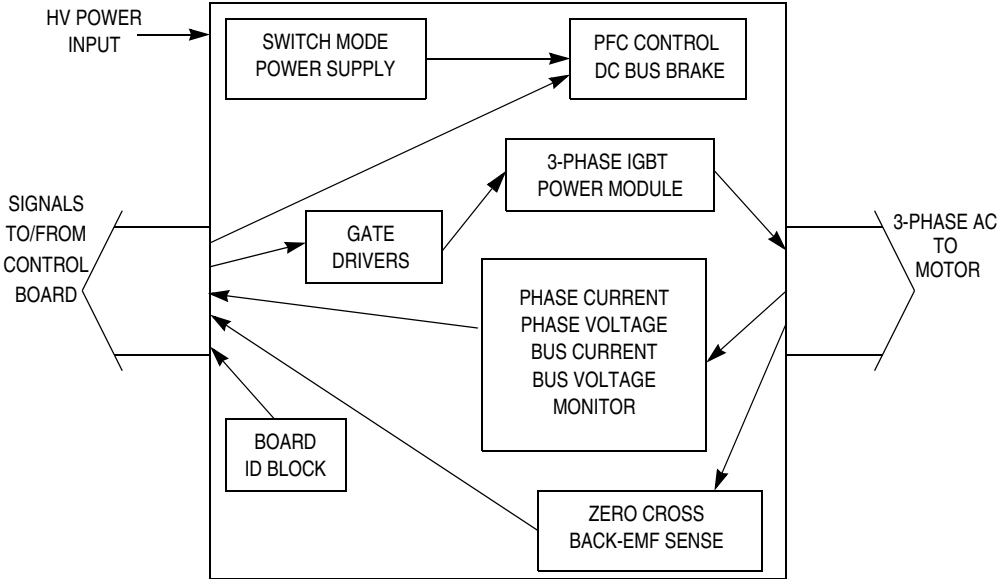 HV POWER
INPUT
SWITCH MODE
POWER SUPPLY
PFC CONTROL
DC BUS BRAKE
3-PHASE IGBT
POWER MODULE
SIGNALS
TO/FROM
CONTROL
BOARD
GATE
DRIVERS
3-PHASE AC
TO
MOTOR
PHASE CURRENT
PHASE VOLTAGE
BUS CURRENT
BUS VOLTAGE
MONITOR
BOARD
ID BLOCK
ZERO CROSS
BACK-EMF SENSE